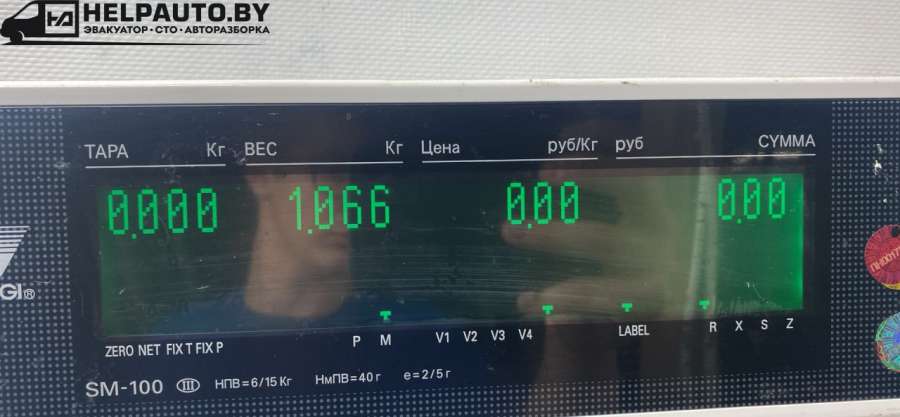 HELPAUTO.BY
ЭВАКУАТОР • СТО • АВТОРАЗБОРКА
ТАРА Кг ВЕС Кг Цена руб/Кг руб СУММА
0.000 1.066 0.00 0.00
ZERO NET FIX T FIX P P M V1 V2 V3 V4 LABEL R X S Z
GI®
SM-100 III НПВ=6/15 Кг НмПВ=40 г e=2/5 г